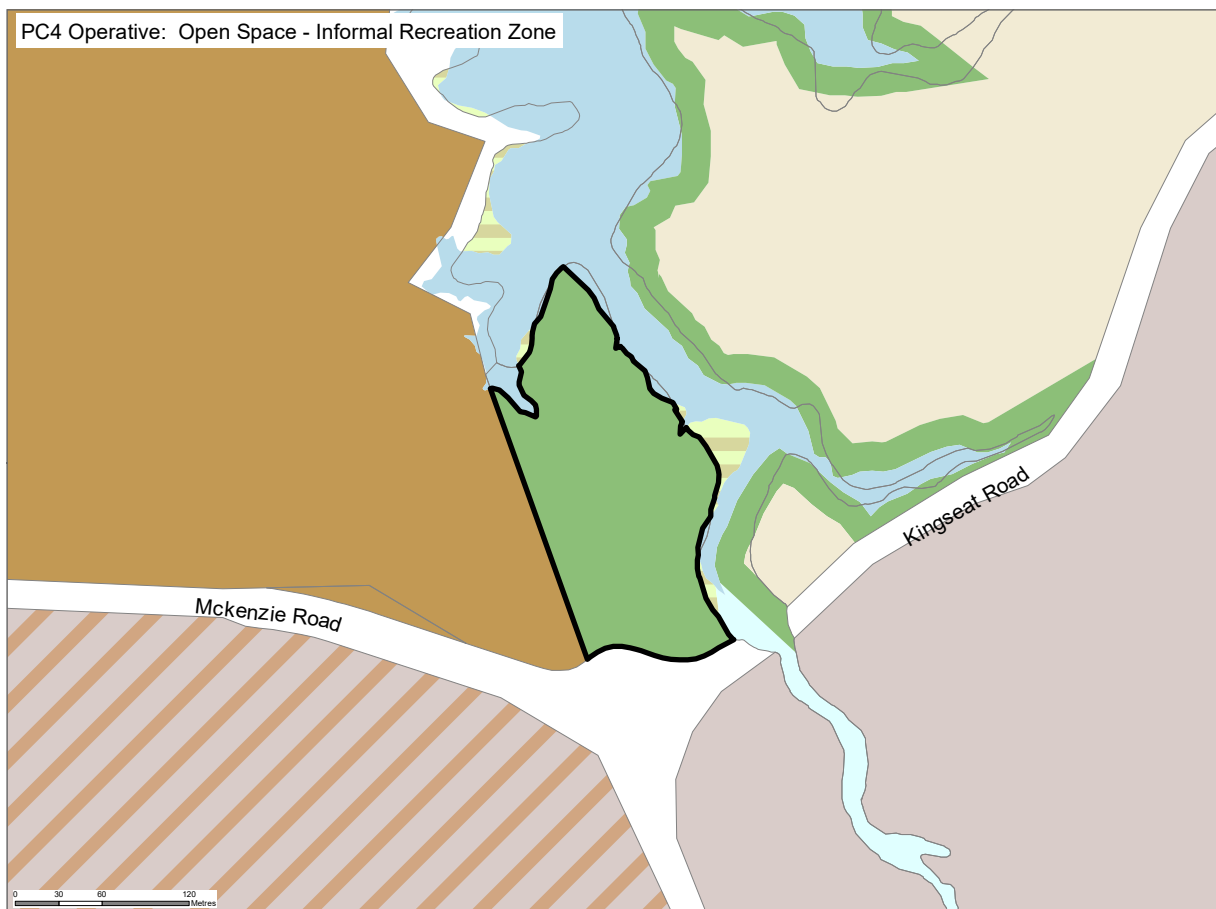 PC4 Operative: Open Space - Informal Recreation Zone
Kingseat Road
Mckenzie Road
0 30 60 120
Metres